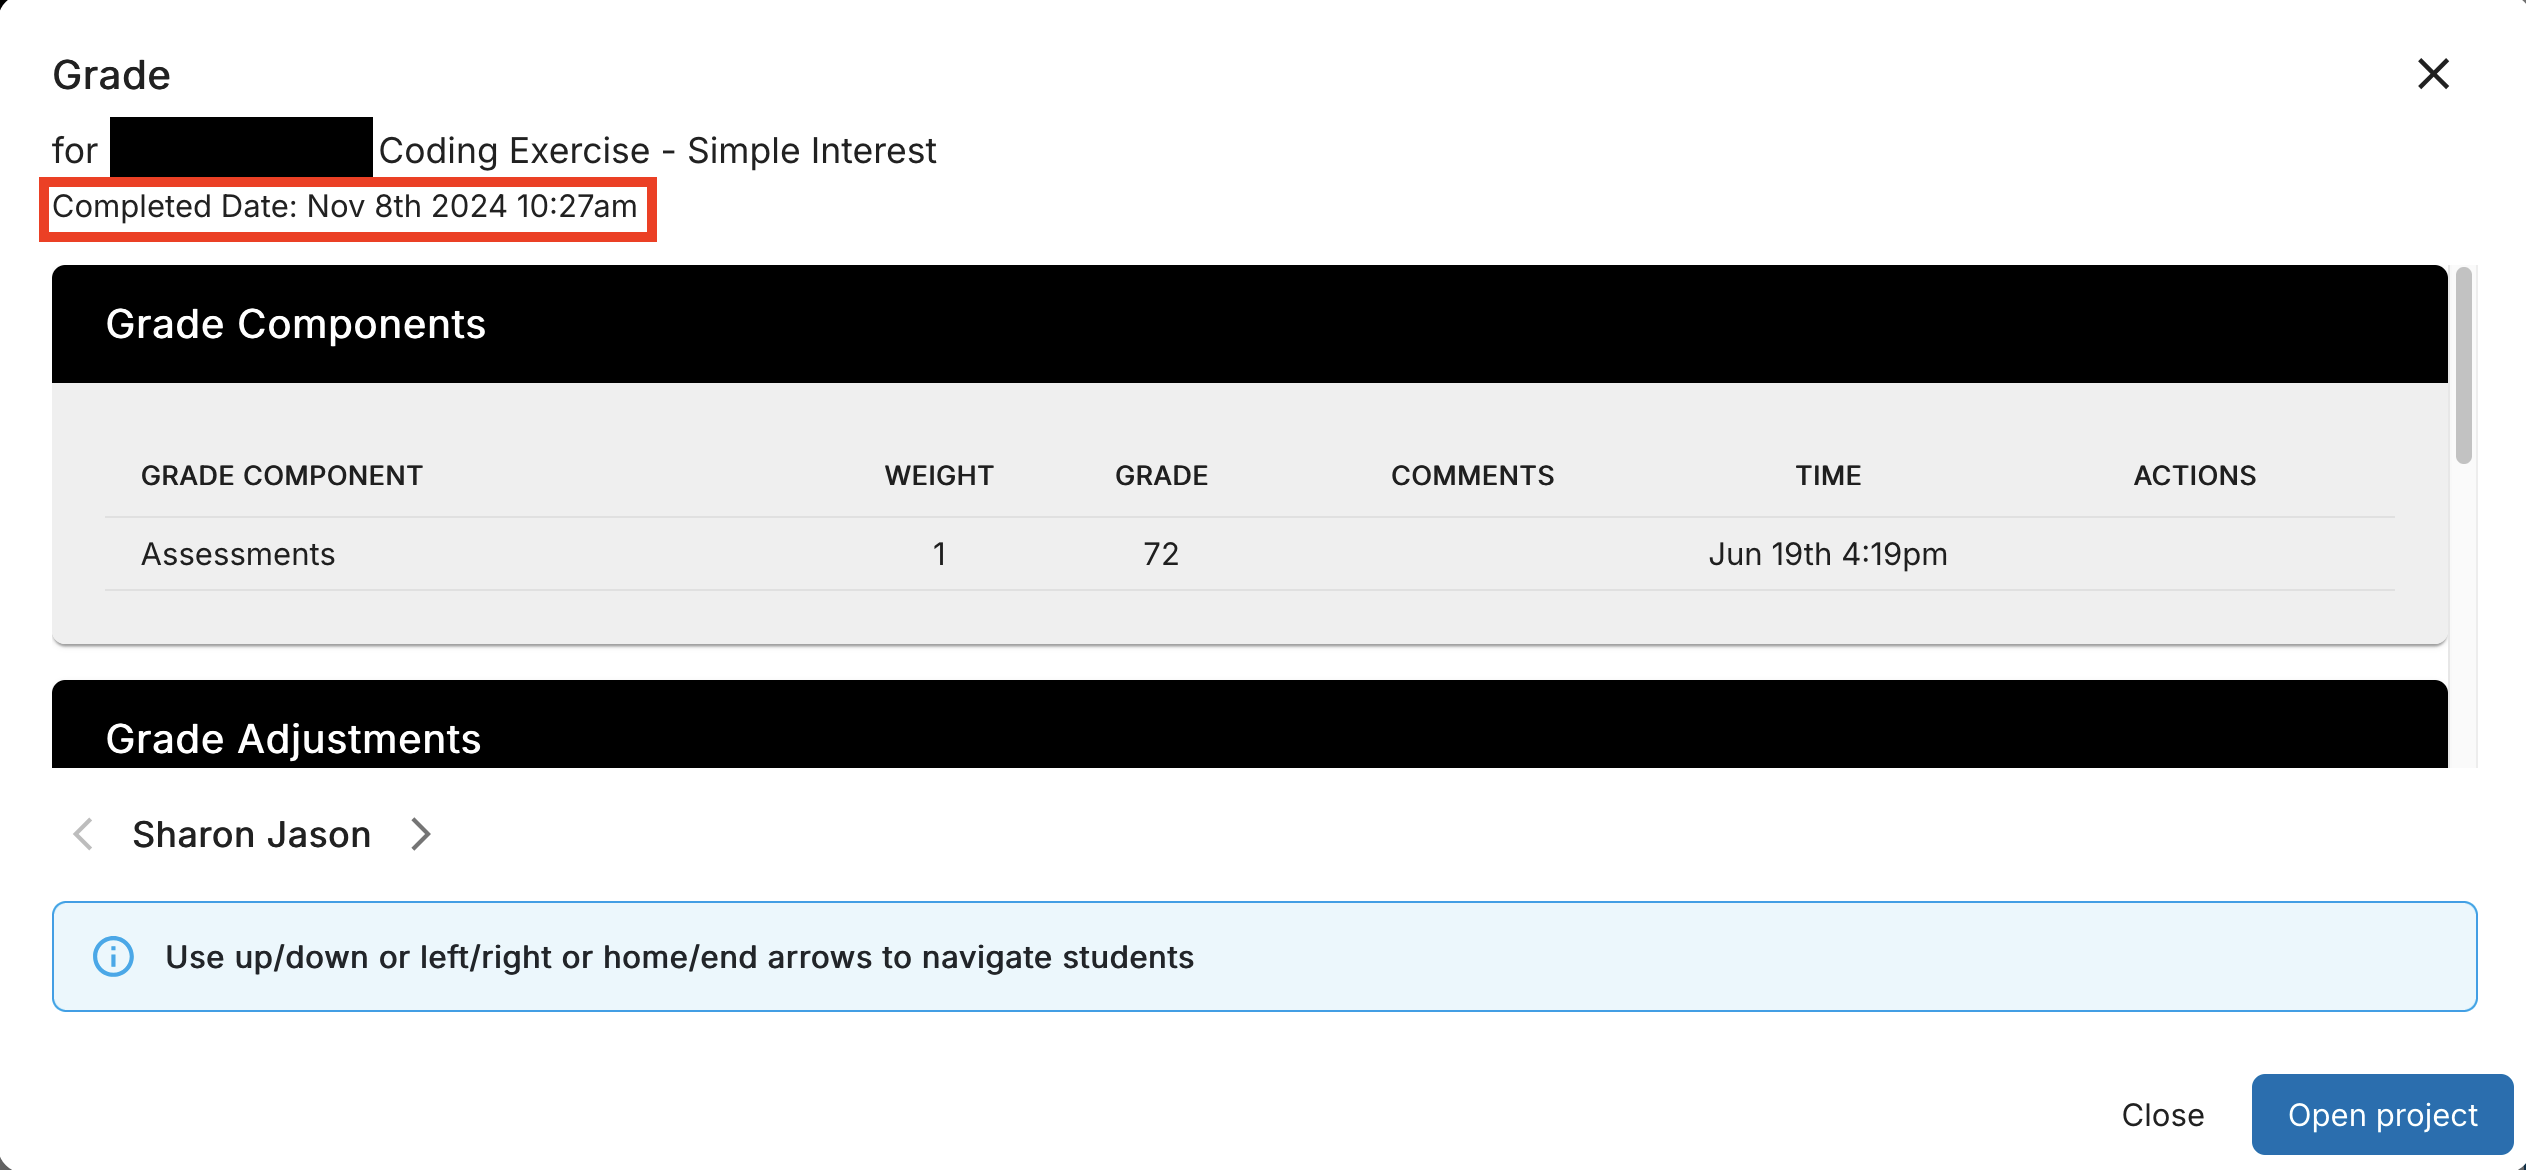 Grade
for Coding Exercise - Simple Interest
Completed Date: Nov 8th 2024 10:27am
Grade Components
GRADE COMPONENT WEIGHT GRADE COMMENTS TIME ACTIONS
Assessments 1 72 Jun 19th 4:19pm
Grade Adjustments
Sharon Jason
Use up/down or left/right or home/end arrows to navigate students
Close Open project